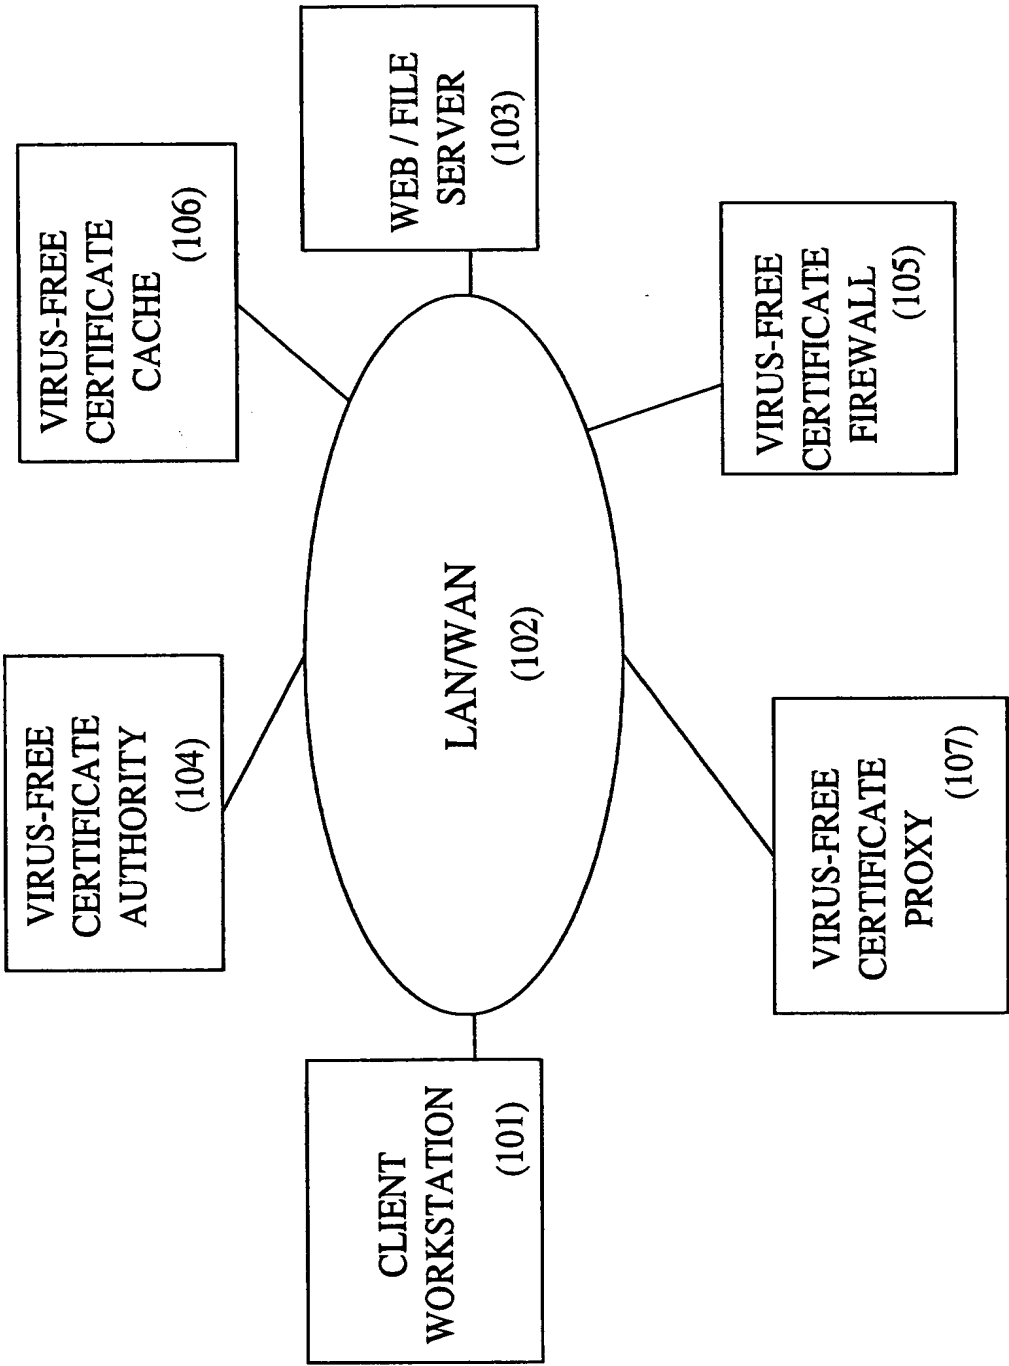 VIRUS-FREE
CERTIFICATE
AUTHORITY
(104)
VIRUS-FREE
CERTIFICATE
CACHE
(106)
CLIENT
WORKSTATION
(101)
LAN/WAN
(102)
WEB / FILE
SERVER
(103)
VIRUS-FREE
CERTIFICATE
PROXY
(107)
VIRUS-FREE
CERTIFICATE
FIREWALL
(105)